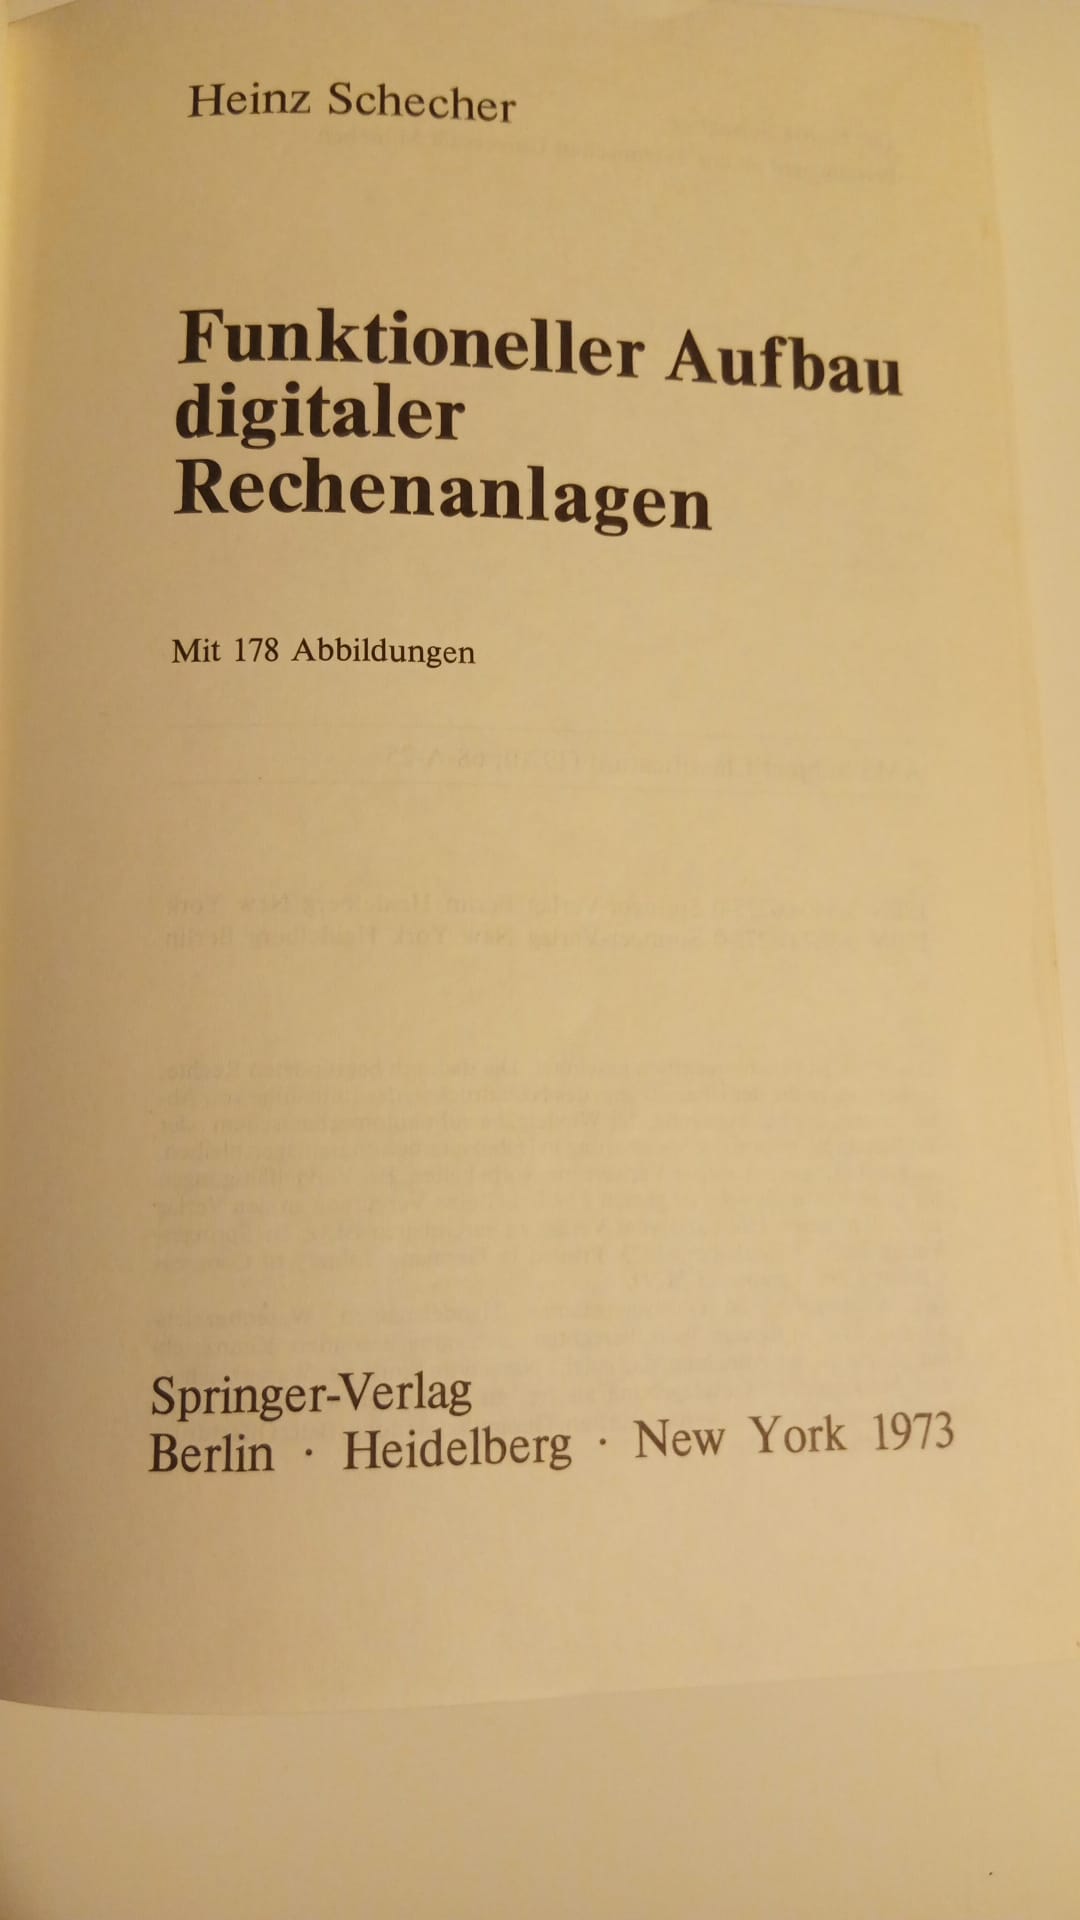 Heinz Schecher
Funktioneller Aufbau
digitaler
Rechenanlagen
Mit 178 Abbildungen
Springer-Verlag
Berlin · Heidelberg · New York 1973